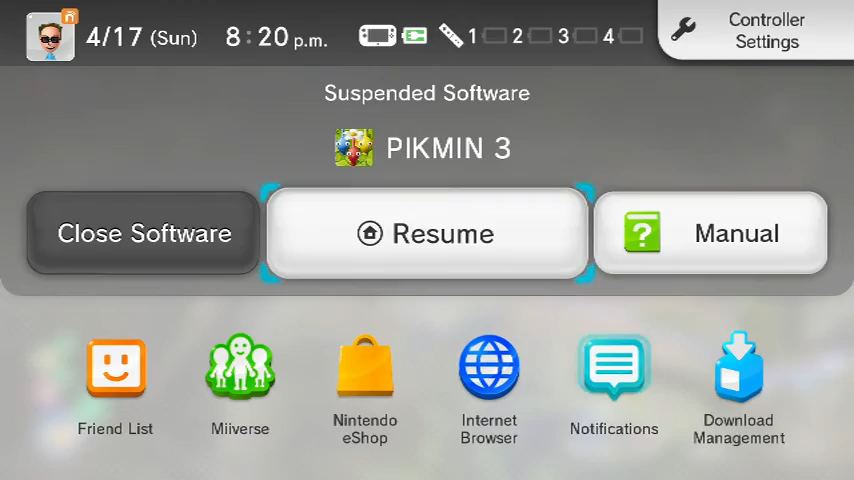 4/17 (Sun) 8:20 p.m. 1 2 3 4
Controller
Settings
Suspended Software
PIKMIN 3
Close Software
Resume
? Manual
Friend List
Miiverse
Nintendo
eShop
Internet
Browser
Notifications
Download
Management